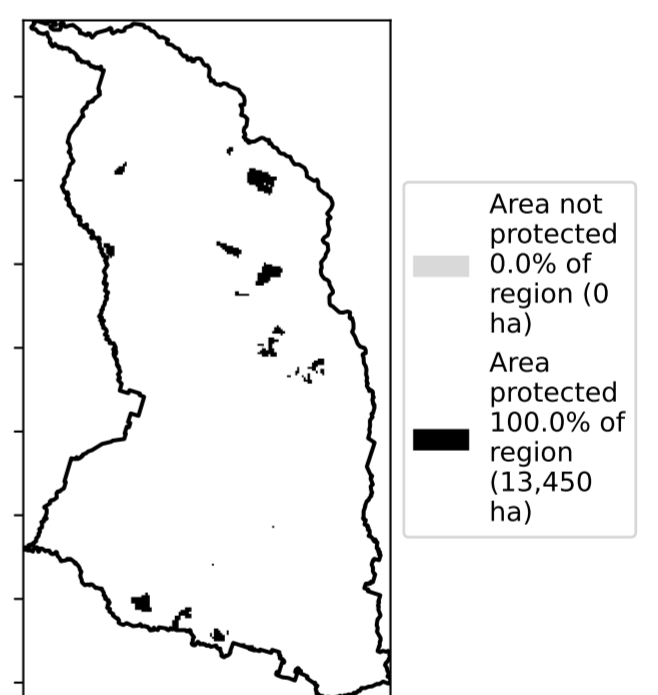 Area not
protected
0.0% of
region (0
ha)
Area
protected
100.0% of
region
(13,450
ha)